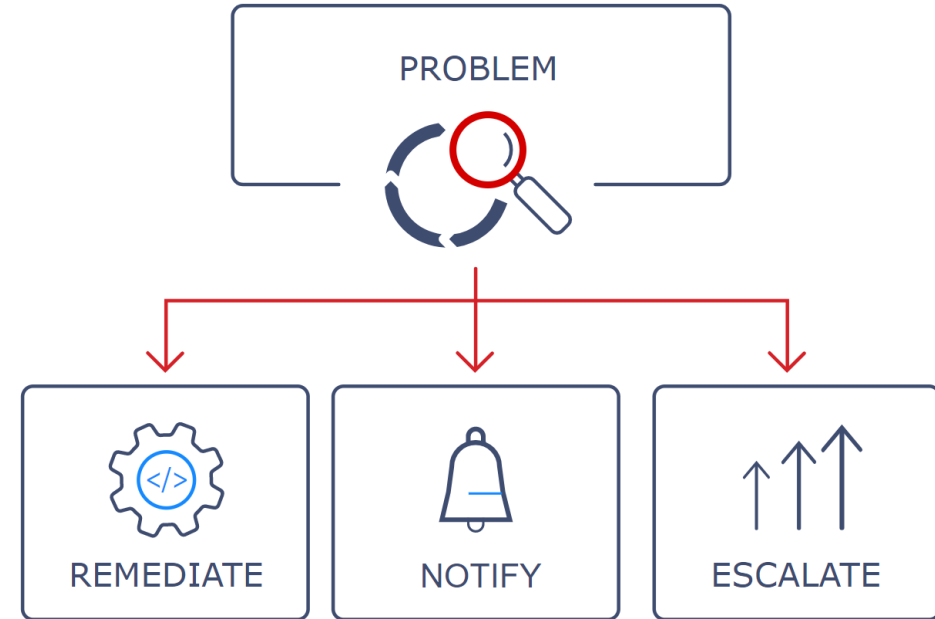 PROBLEM
</>
REMEDIATE
NOTIFY
ESCALATE